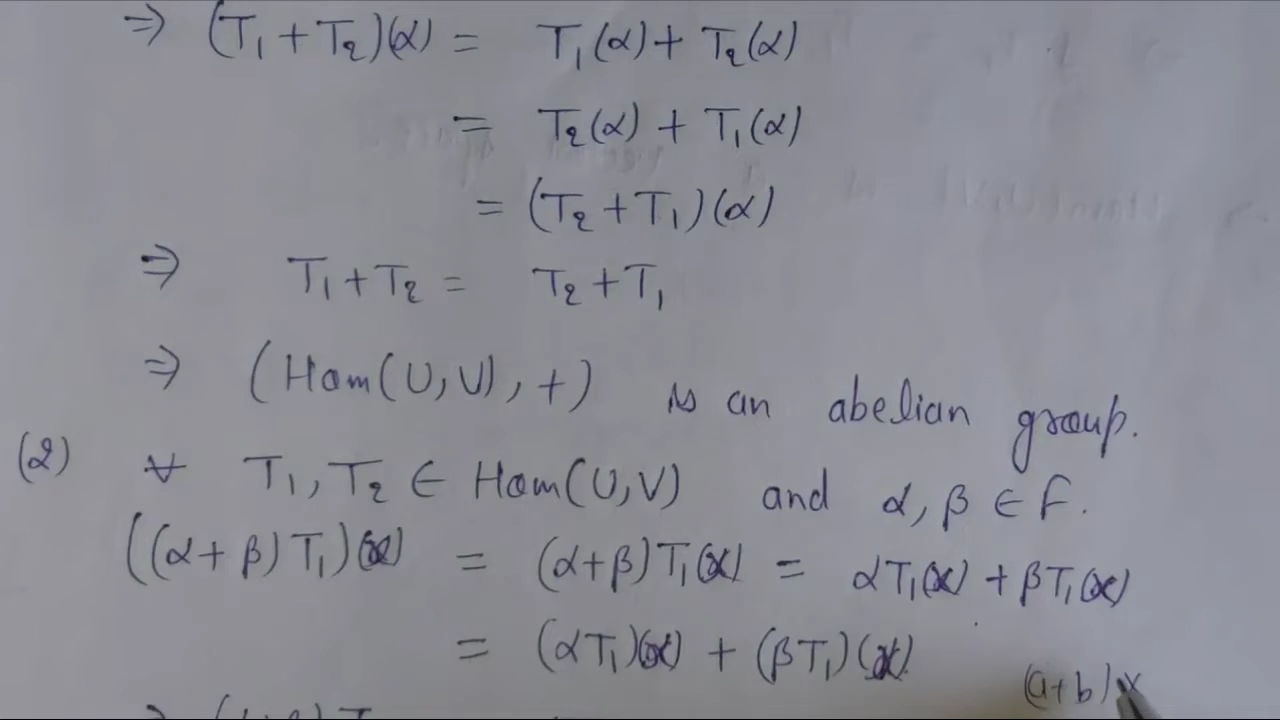 ⇒ (T₁ + T₂)(α) = T₁(α) + T₂(α)
= T₂(α) + T₁(α)
= (T₂ + T₁)(α)
⇒ T₁ + T₂ = T₂ + T₁
⇒ (Hom(U, V), +) is an abelian group.
(2) ∀ T₁, T₂ ∈ Hom(U, V) and α, β ∈ F.
((α + β) T₁)(x) = (α + β) T₁(x) = αT₁(x) + βT₁(x)
= (αT₁)(x) + (βT₁)(x)
(a + b) x